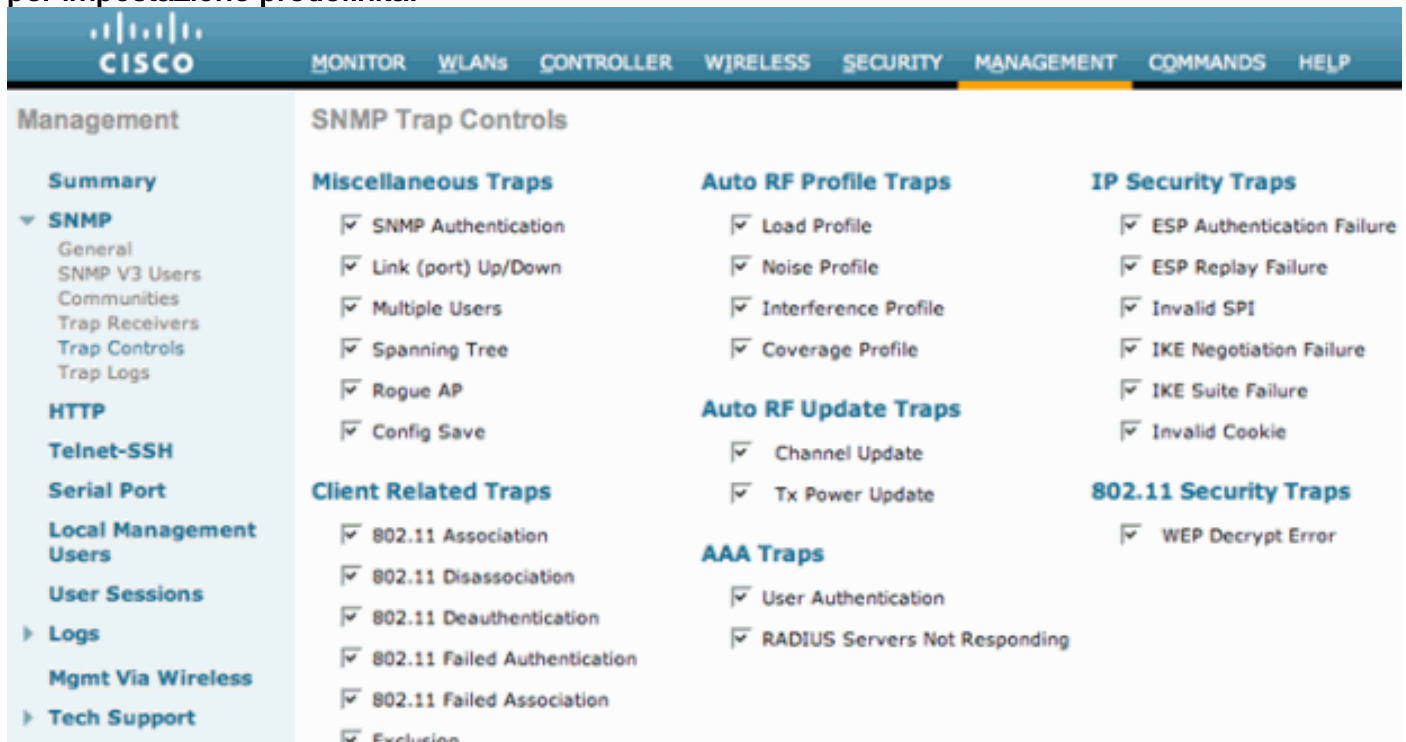 per impostazione predefinita.
CISCO
MONITOR WLANs CONTROLLER WIRELESS SECURITY MANAGEMENT COMMANDS HELP
Management
Summary
SNMP
General
SNMP V3 Users
Communities
Trap Receivers
Trap Controls
Trap Logs
HTTP
Telnet-SSH
Serial Port
Local Management
Users
User Sessions
Logs
Mgmt Via Wireless
Tech Support
SNMP Trap Controls
Miscellaneous Traps
SNMP Authentication
Link (port) Up/Down
Multiple Users
Spanning Tree
Rogue AP
Config Save
Client Related Traps
802.11 Association
802.11 Disassociation
802.11 Deauthentication
802.11 Failed Authentication
802.11 Failed Association
Exclusion
Auto RF Profile Traps
Load Profile
Noise Profile
Interference Profile
Coverage Profile
Auto RF Update Traps
Channel Update
Tx Power Update
AAA Traps
User Authentication
RADIUS Servers Not Responding
IP Security Traps
ESP Authentication Failure
ESP Replay Failure
Invalid SPI
IKE Negotiation Failure
IKE Suite Failure
Invalid Cookie
802.11 Security Traps
WEP Decrypt Error